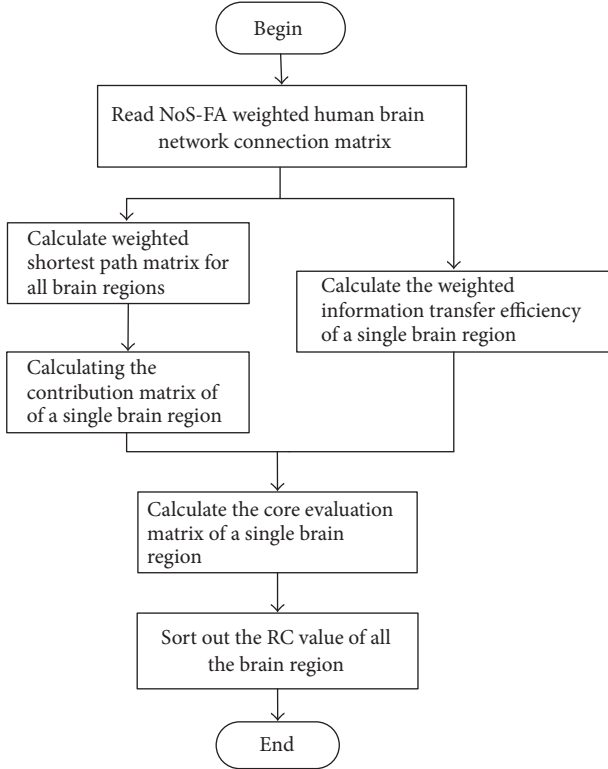 Begin
Read NoS-FA weighted human brain
network connection matrix
Calculate weighted
shortest path matrix for
all brain regions
Calculate the weighted
information transfer efficiency
of a single brain region
Calculating the
contribution matrix of
of a single brain region
Calculate the core evaluation
matrix of a single brain
region
Sort out the RC value of all
the brain region
End